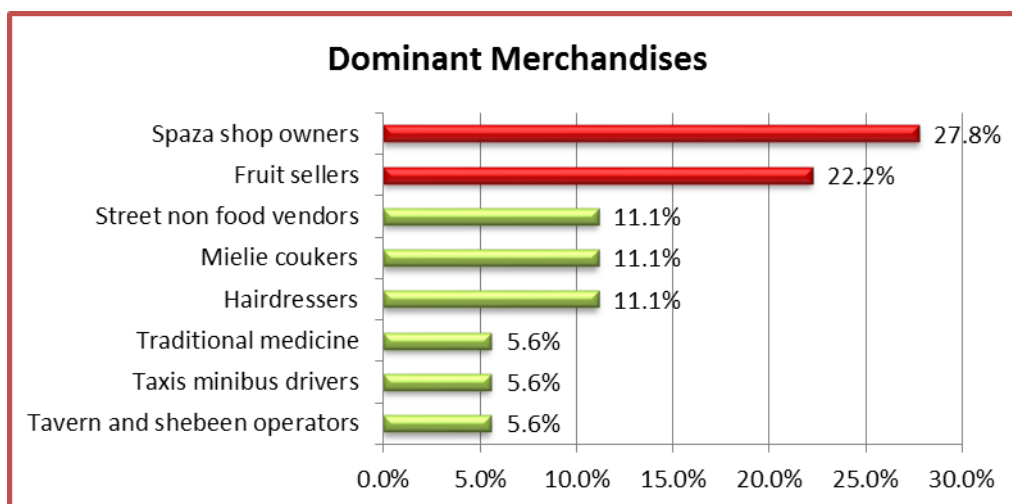 Dominant Merchandises
Spaza shop owners 27.8%
Fruit sellers 22.2%
Street non food vendors 11.1%
Mielie coukers 11.1%
Hairdressers 11.1%
Traditional medicine 5.6%
Taxis minibus drivers 5.6%
Tavern and shebeen operators 5.6%
0.0% 5.0% 10.0% 15.0% 20.0% 25.0% 30.0%